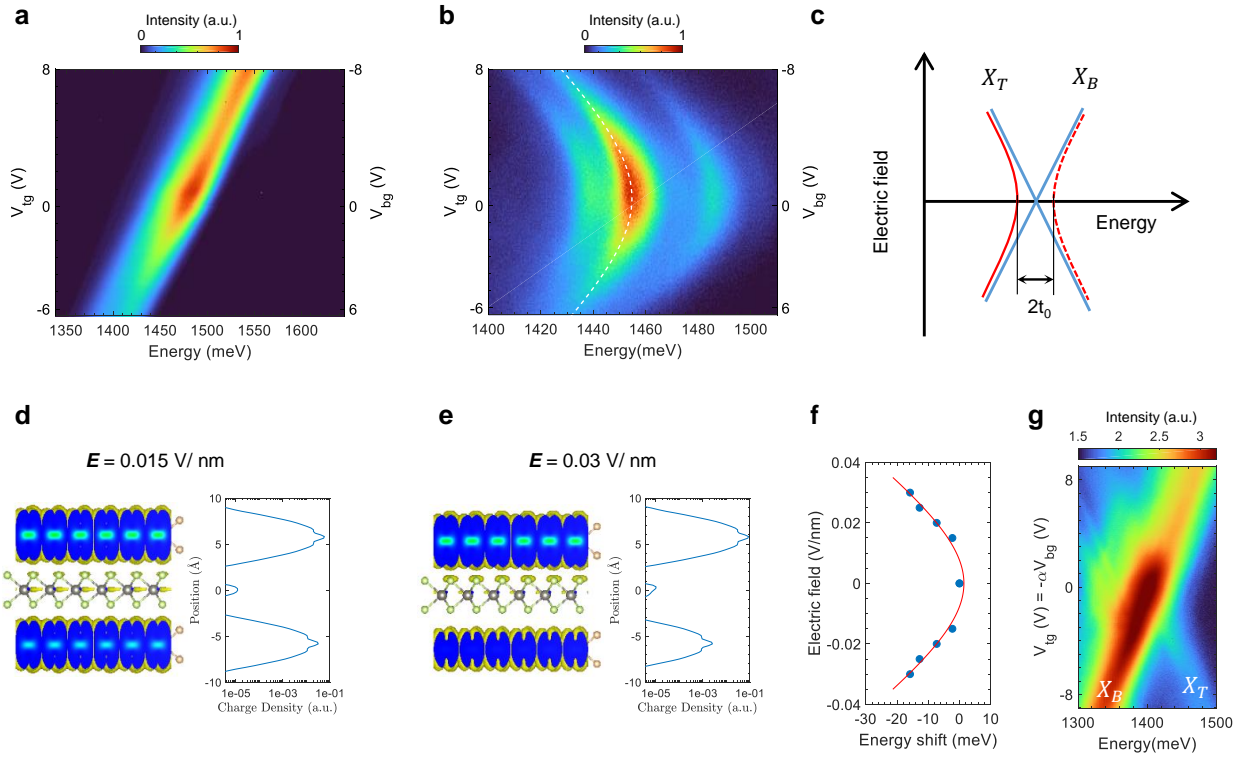 a
Intensity (a.u.)
0 1
8 -8
V_tg (V)
0 0
V_bg (V)
-6 6
1350 1400 1450 1500 1550 1600
Energy (meV)
b
Intensity (a.u.)
0 1
8 -8
V_tg (V)
0 0
V_bg (V)
-6 6
1400 1420 1440 1460 1480 1500
Energy(meV)
c
X_T X_B
Electric field
Energy
2t_0
d
E = 0.015 V/ nm
10
5
0
-5
-10
Position (Å)
1e-05 1e-03 1e-01
Charge Density (a.u.)
e
E = 0.03 V/ nm
10
5
0
-5
-10
Position (Å)
1e-05 1e-03 1e-01
Charge Density (a.u.)
f
0.04
0.02
0
-0.02
-0.04
Electric field (V/nm)
-30 -20 -10 0 10
Energy shift (meV)
g
Intensity (a.u.)
1.5 2 2.5 3
8
0
-8
V_tg (V) = -αV_bg (V)
X_B X_T
1300 1400 1500
Energy(meV)